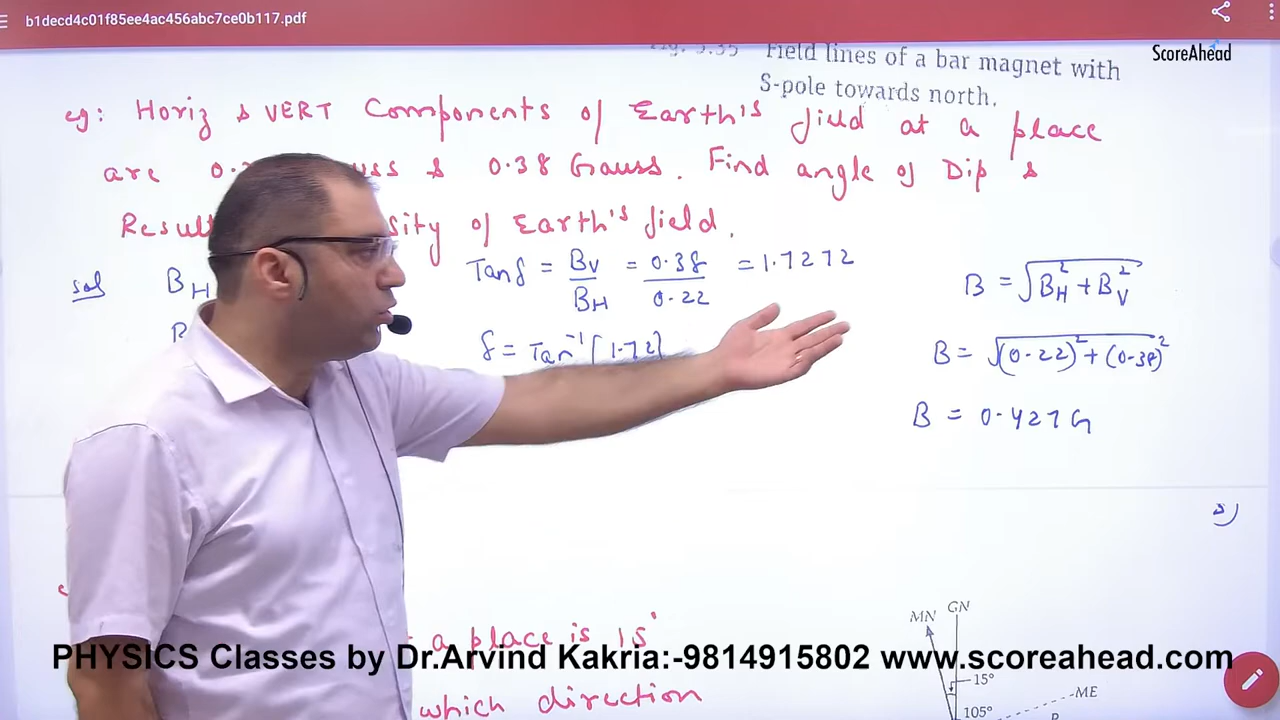 b1decd4c01f85ee4ac456abc7ce0b117.pdf
ScoreAhead
Field lines of a bar magnet with
S-pole towards north.
eg: Horiz & VERT Components of Earth's field at a place
are 0. & 0.38 Gauss. Find angle of Dip &
of Earth's field.
Sol BH
Tanδ = BV/BH = 0.38/0.22 = 1.7272
δ = Tan⁻¹ [1.72]
B = √BH² + BV²
B = √(0.22)² + (0.38)²
B = 0.427 G
a place is 15°
which direction
MN GN
15°
ME
105°
PHYSICS Classes by Dr.Arvind Kakria:-9814915802 www.scoreahead.com